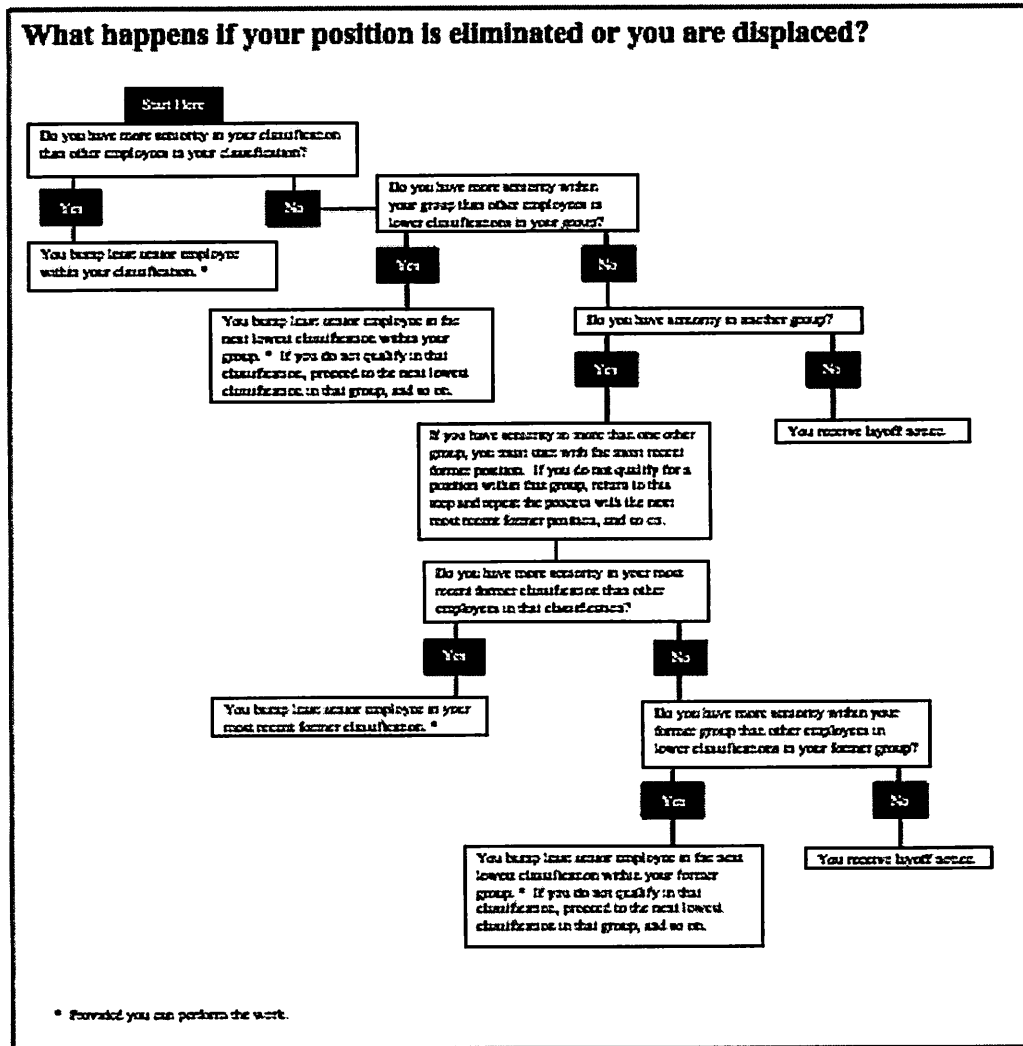 What happens if your position is eliminated or you are displaced?
Start Here
Do you have more seniority in your classification
than other employees in your classification?
Yes
No
Do you have more seniority within
your group than other employees in
lower classifications in your group?
You bump least senior employee
within your classification. *
Yes
No
You bump least senior employee in the
next lowest classification within your
group. * If you do not qualify in that
classification, proceed to the next lowest
classification in that group, and so on.
Do you have seniority in another group?
Yes
No
If you have seniority in more than one other
group, you must start with the most recent
former position. If you do not qualify for a
position within this group, return to this
step and repeat the process with the next
most recent former position, and so on.
You receive layoff notice.
Do you have more seniority in your most
recent former classification than other
employees in that classification?
Yes
No
You bump least senior employee in your
most recent former classification. *
Do you have more seniority within your
former group than other employees in
lower classifications in your former group?
Yes
No
You bump least senior employee in the next
lowest classification within your former
group. * If you do not qualify in that
classification, proceed to the next lowest
classification in that group, and so on.
You receive layoff notice.
* Provided you can perform the work.